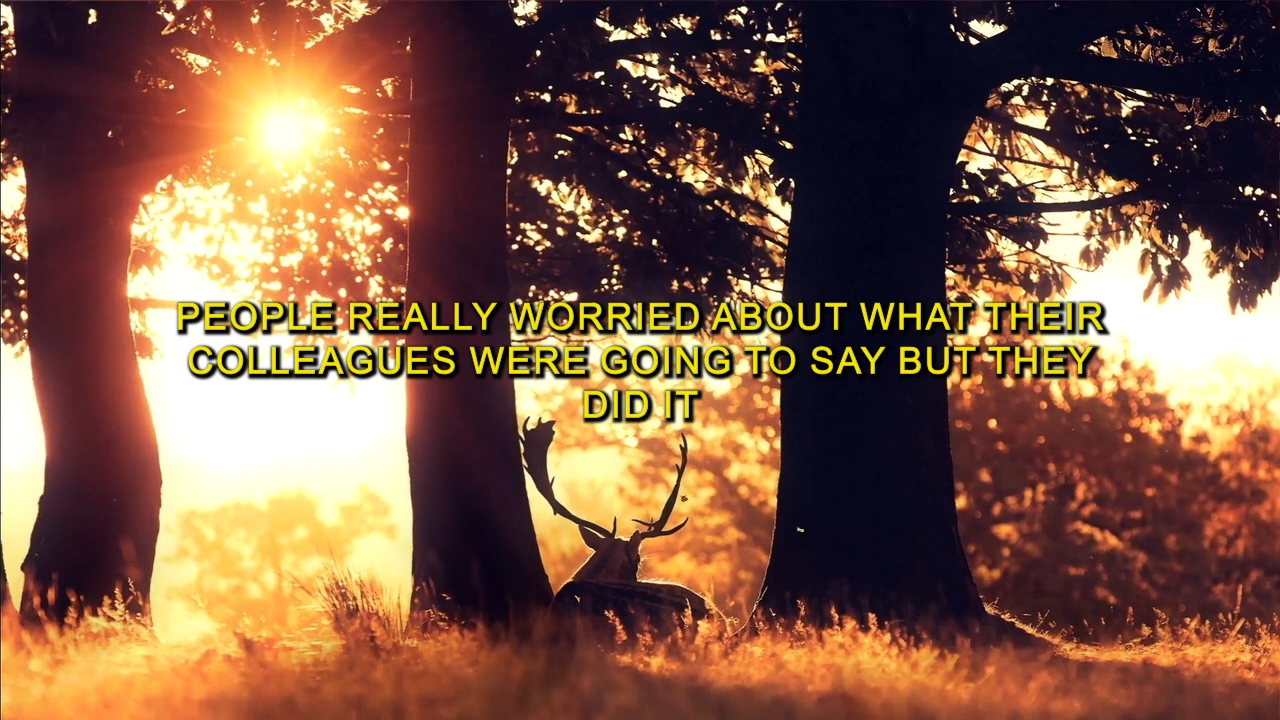 PEOPLE REALLY WORRIED ABOUT WHAT THEIR
COLLEAGUES WERE GOING TO SAY BUT THEY
DID IT